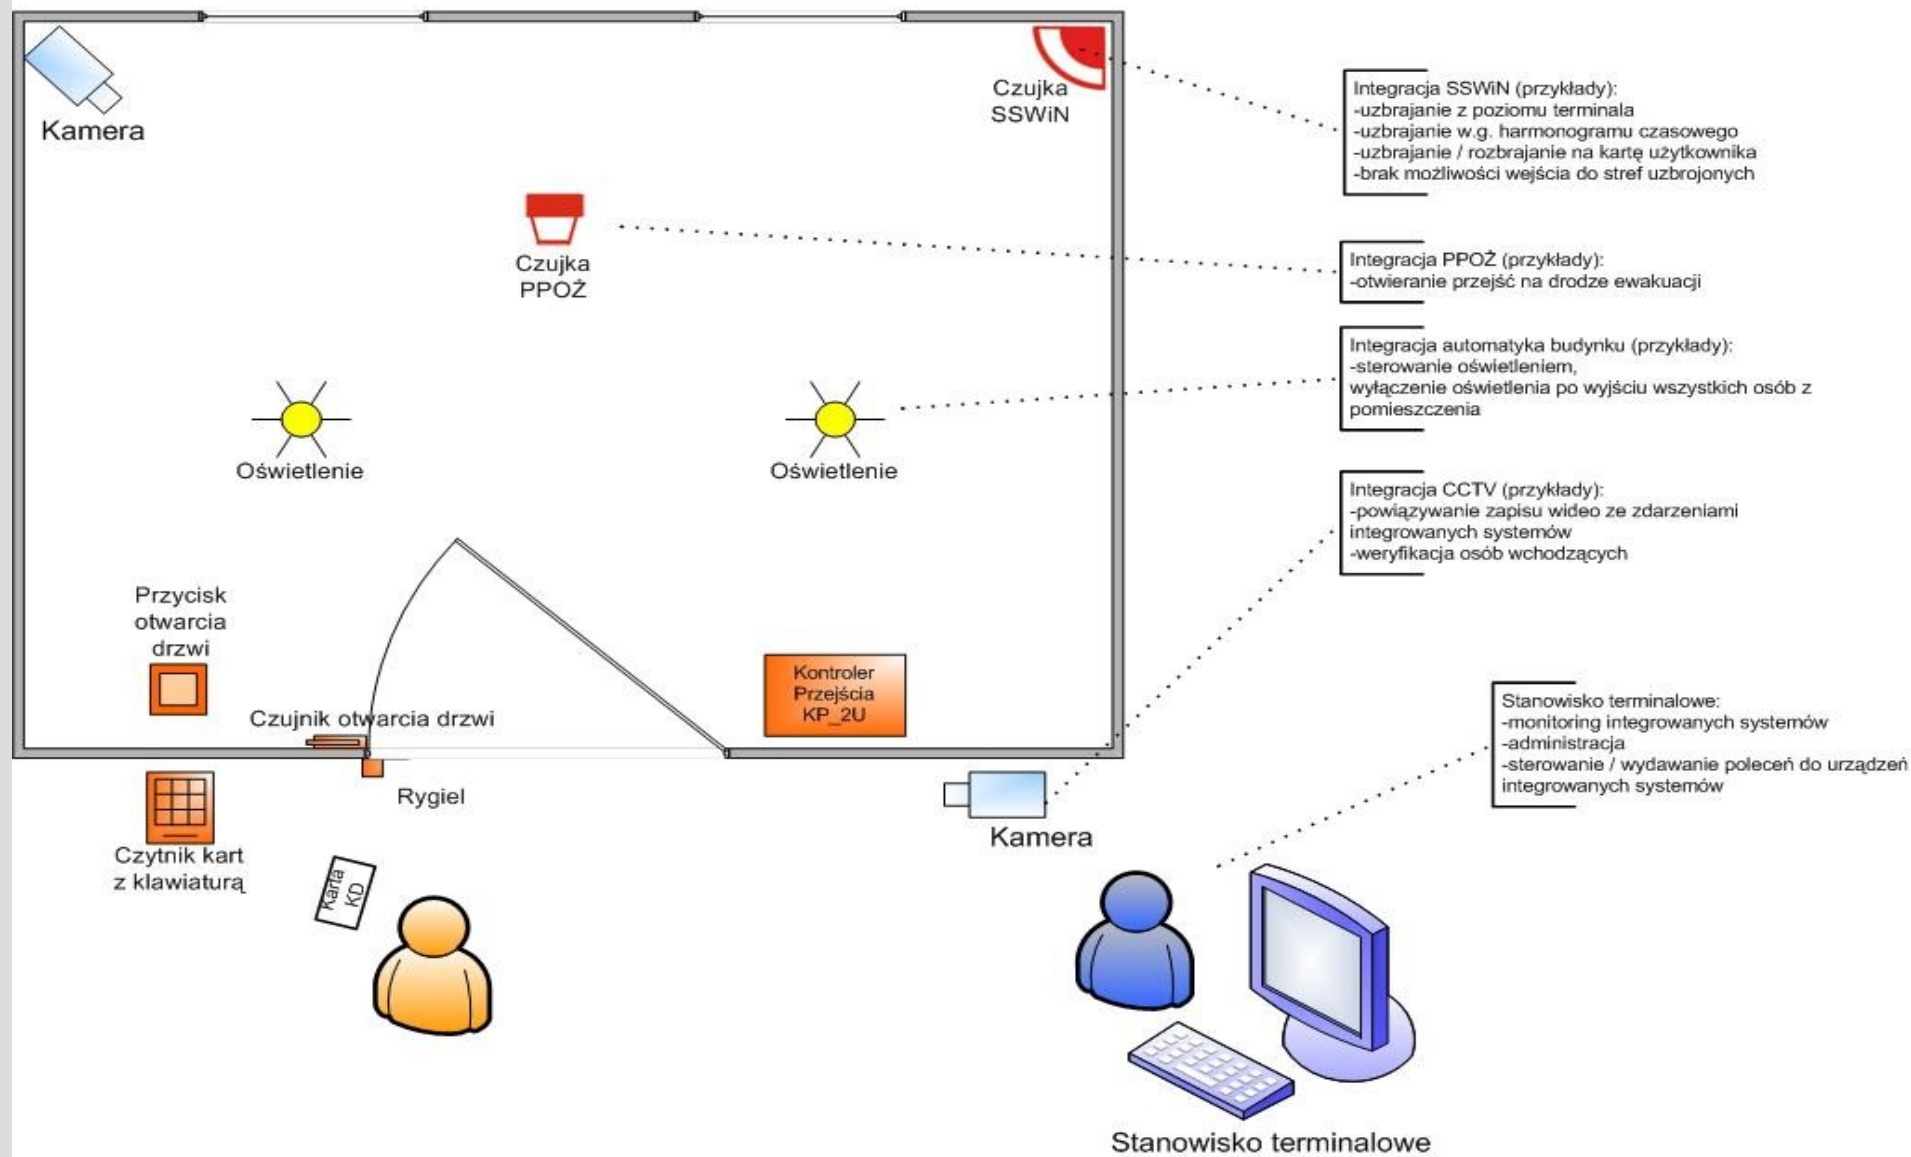 Kamera
Czujka
SSWiN
Czujka
PPOŻ
Oświetlenie
Oświetlenie
Przycisk
otwarcia
drzwi
Czujnik otwarcia drzwi
Kontroler
Przejścia
KP_2U
Rygiel
Czytnik kart
z klawiaturą
Karta
KD
Kamera
Integracja SSWiN (przykłady):
-uzbrajanie z poziomu terminala
-uzbrajanie w.g. harmonogramu czasowego
-uzbrajanie / rozbrajanie na kartę użytkownika
-brak możliwości wejścia do stref uzbrojonych
Integracja PPOŻ (przykłady):
-otwieranie przejść na drodze ewakuacji
Integracja automatyka budynku (przykłady):
-sterowanie oświetleniem,
wyłączenie oświetlenia po wyjściu wszystkich osób z
pomieszczenia
Integracja CCTV (przykłady):
-powiązywanie zapisu wideo ze zdarzeniami
integrowanych systemów
-weryfikacja osób wchodzących
Stanowisko terminalowe:
-monitoring integrowanych systemów
-administracja
-sterowanie / wydawanie poleceń do urządzeń
integrowanych systemów
Stanowisko terminalowe